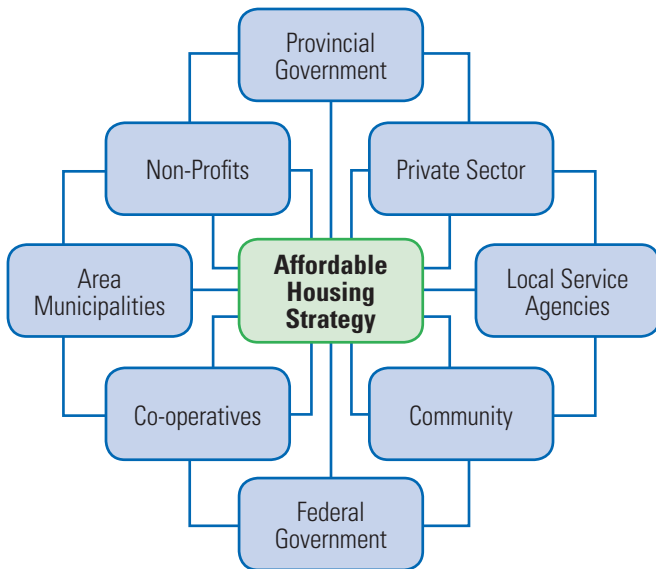 Provincial
Government
Non-Profits
Private Sector
Affordable
Housing
Strategy
Area
Municipalities
Local Service
Agencies
Co-operatives
Community
Federal
Government